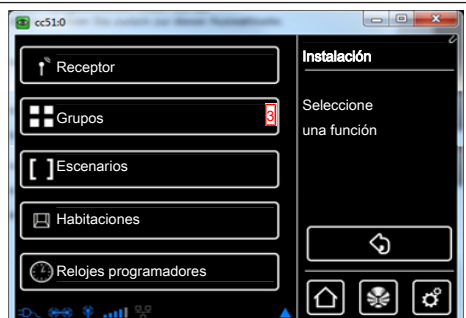 cc51:0
Receptor
Grupos
3
Escenarios
Habitaciones
Relojes programadores
Instalación
Seleccione
una función